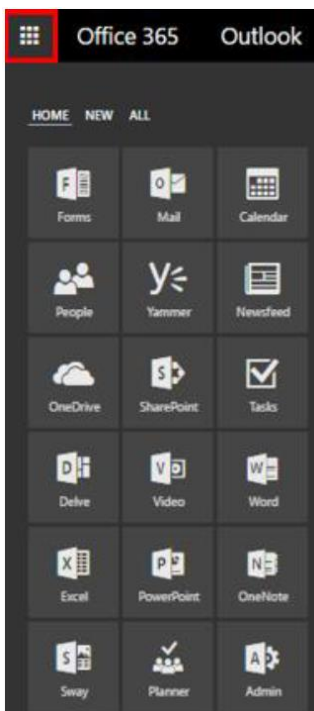 Office 365 Outlook
HOME NEW ALL
Forms Mail Calendar
People Yammer Newsfeed
OneDrive SharePoint Tasks
Delve Video Word
Excel PowerPoint OneNote
Sway Planner Admin